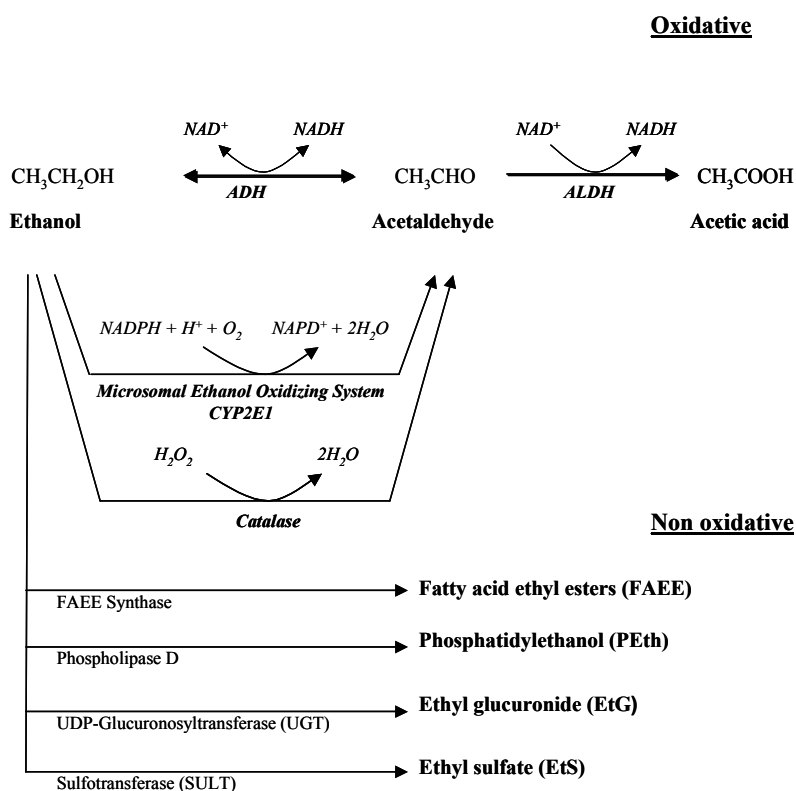 Oxidative
NAD⁺ NADH NAD⁺ NADH
CH₃CH₂OH CH₃CHO CH₃COOH
ADH ALDH
Ethanol Acetaldehyde Acetic acid
NADPH + H⁺ + O₂ NAPD⁺ + 2H₂O
Microsomal Ethanol Oxidizing System
CYP2E1
H₂O₂ 2H₂O
Catalase
Non oxidative
Fatty acid ethyl esters (FAEE)
FAEE Synthase
Phosphatidylethanol (PEth)
Phospholipase D
Ethyl glucuronide (EtG)
UDP-Glucuronosyltransferase (UGT)
Ethyl sulfate (EtS)
Sulfotransferase (SULT)